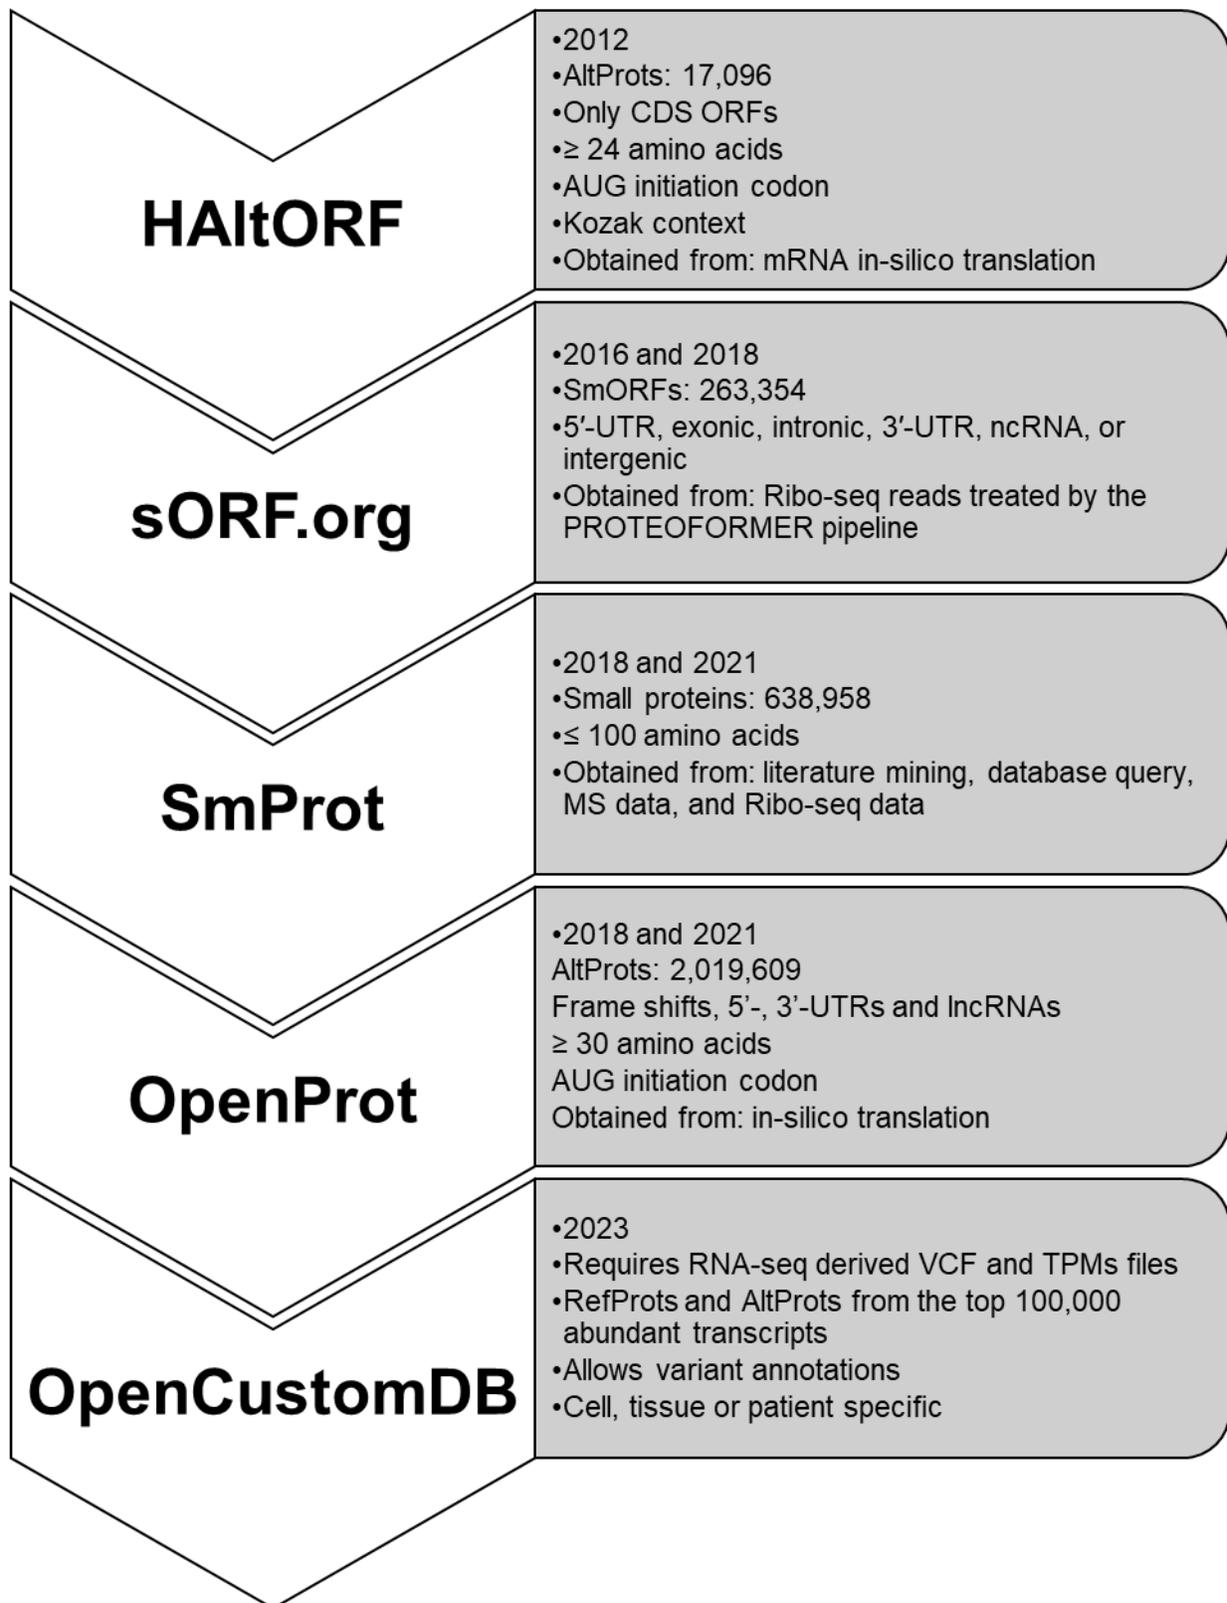 HAltORF
•2012
•AltProts: 17,096
•Only CDS ORFs
•≥ 24 amino acids
•AUG initiation codon
•Kozak context
•Obtained from: mRNA in-silico translation
sORF.org
•2016 and 2018
•SmORFs: 263,354
•5′-UTR, exonic, intronic, 3′-UTR, ncRNA, or
intergenic
•Obtained from: Ribo-seq reads treated by the
PROTEOFORMER pipeline
SmProt
•2018 and 2021
•Small proteins: 638,958
•≤ 100 amino acids
•Obtained from: literature mining, database query,
MS data, and Ribo-seq data
OpenProt
•2018 and 2021
AltProts: 2,019,609
Frame shifts, 5’-, 3’-UTRs and lncRNAs
≥ 30 amino acids
AUG initiation codon
Obtained from: in-silico translation
OpenCustomDB
•2023
•Requires RNA-seq derived VCF and TPMs files
•RefProts and AltProts from the top 100,000
abundant transcripts
•Allows variant annotations
•Cell, tissue or patient specific